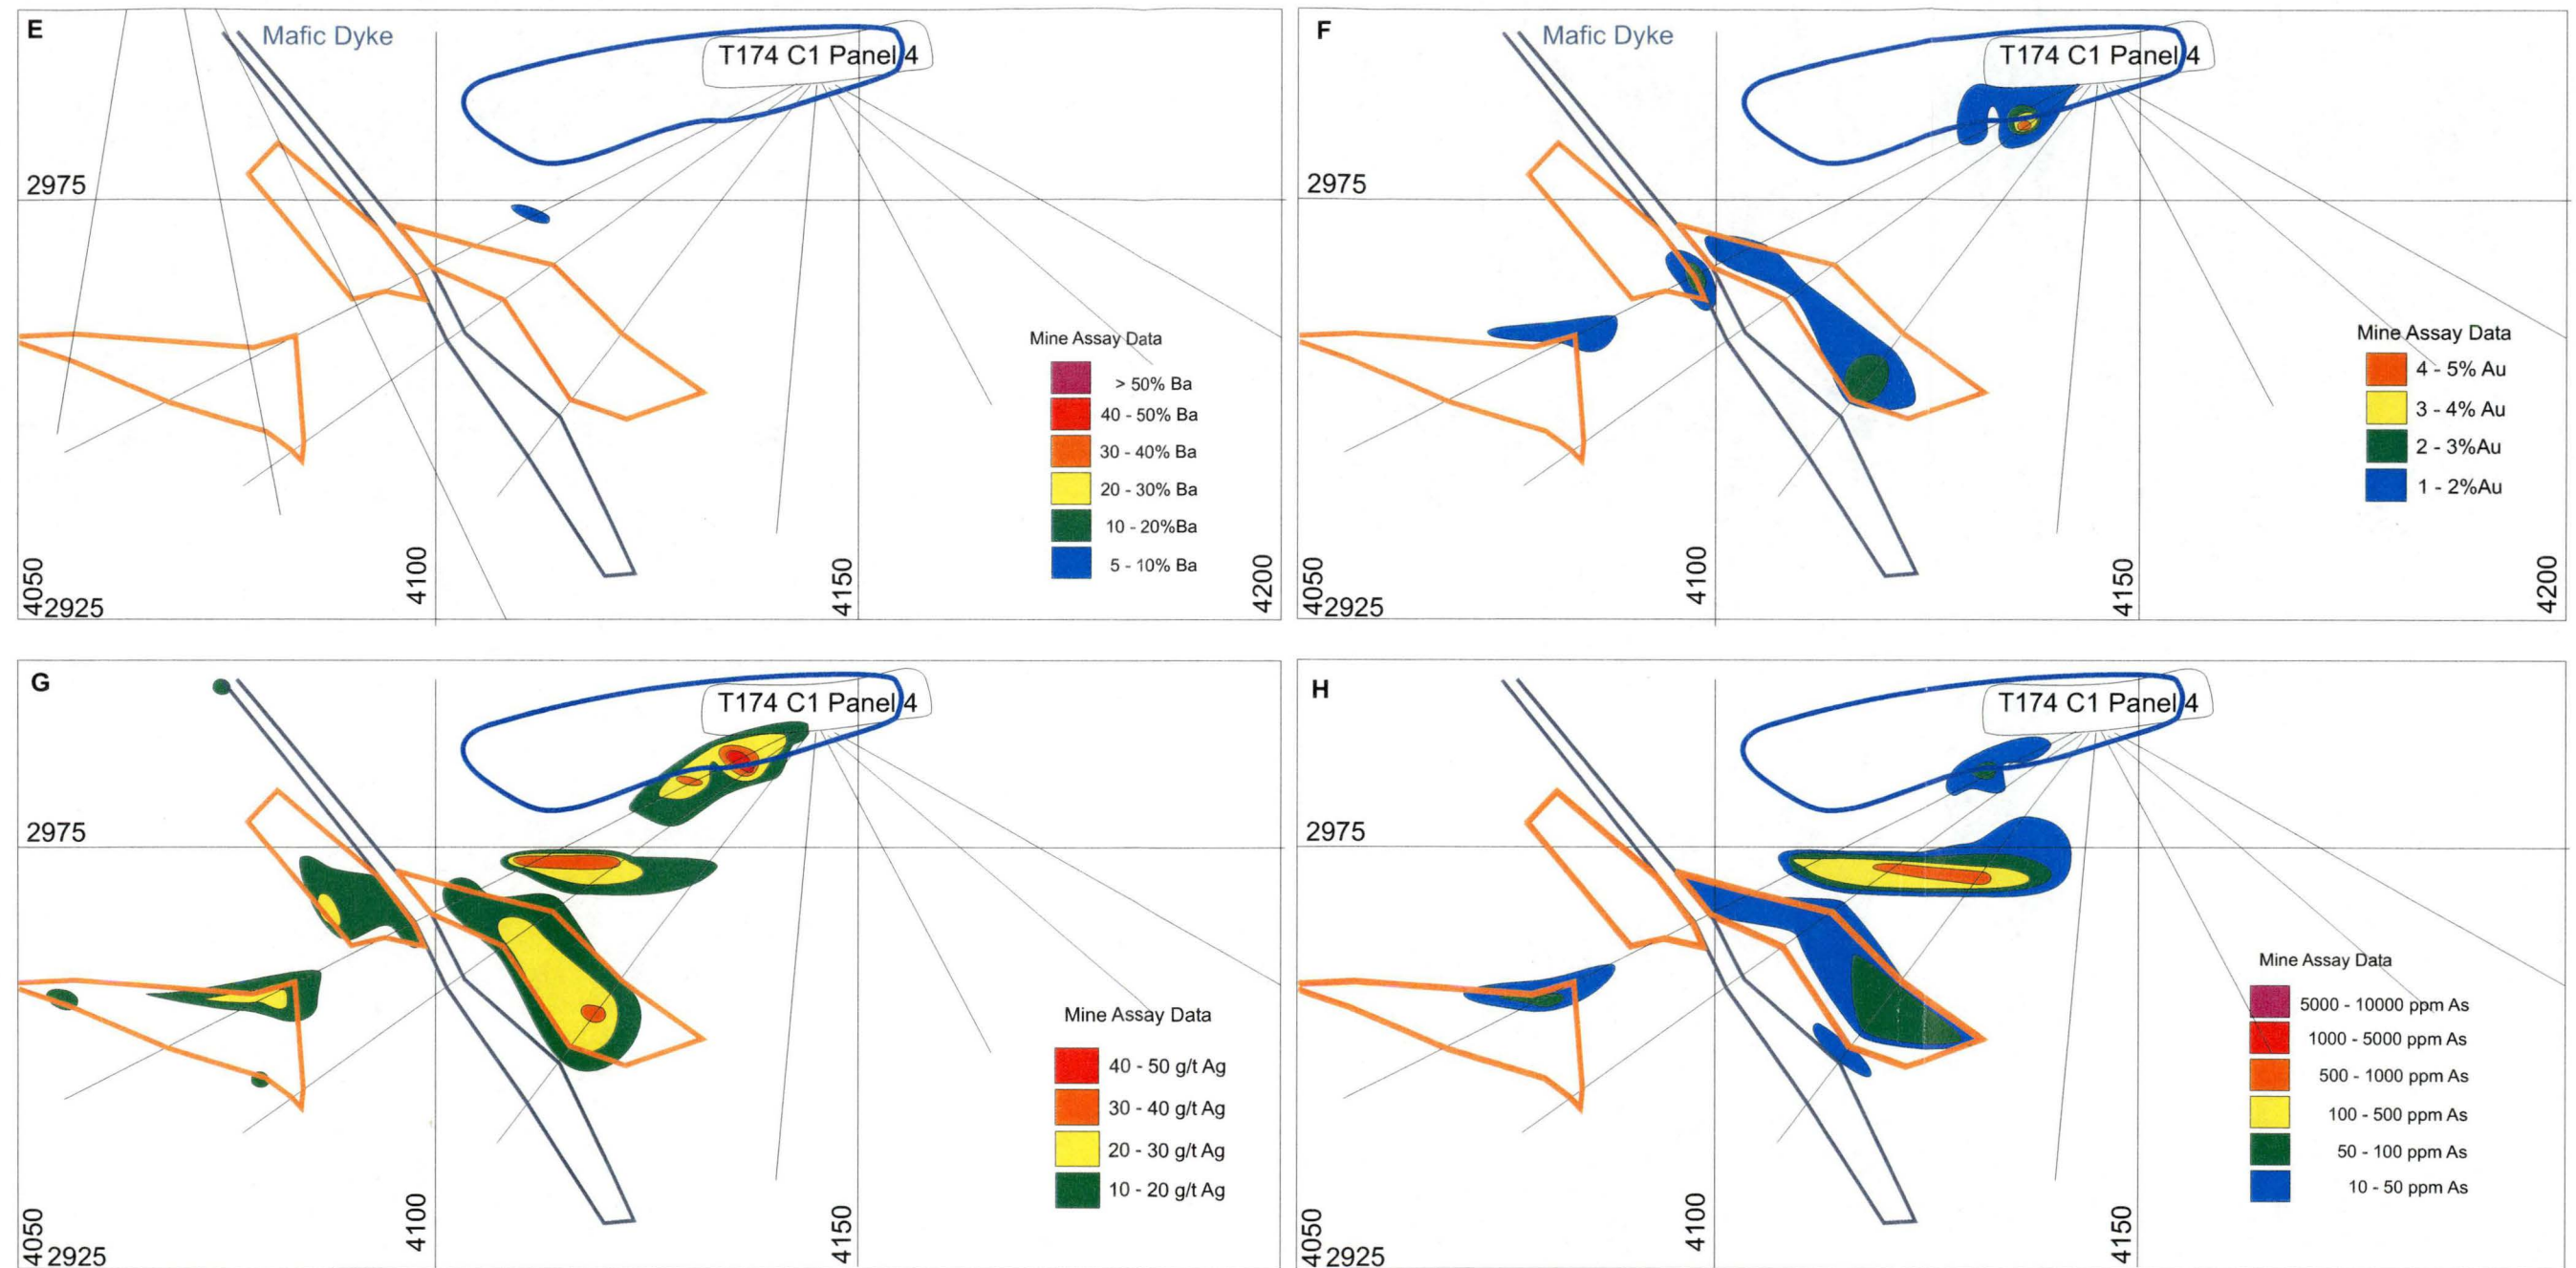 E
Mafic Dyke
T174 C1 Panel 4
2975
Mine Assay Data
> 50% Ba
40 - 50% Ba
30 - 40% Ba
20 - 30% Ba
10 - 20%Ba
5 - 10% Ba
4050
4100
4150
4200
2925
F
Mafic Dyke
T174 C1 Panel 4
2975
Mine Assay Data
4 - 5% Au
3 - 4% Au
2 - 3%Au
1 - 2%Au
4050
4100
4150
4200
2925
G
T174 C1 Panel 4
2975
Mine Assay Data
40 - 50 g/t Ag
30 - 40 g/t Ag
20 - 30 g/t Ag
10 - 20 g/t Ag
4050
4100
4150
2925
H
T174 C1 Panel 4
2975
Mine Assay Data
5000 - 10000 ppm As
1000 - 5000 ppm As
500 - 1000 ppm As
100 - 500 ppm As
50 - 100 ppm As
10 - 50 ppm As
4050
4100
4150
2925